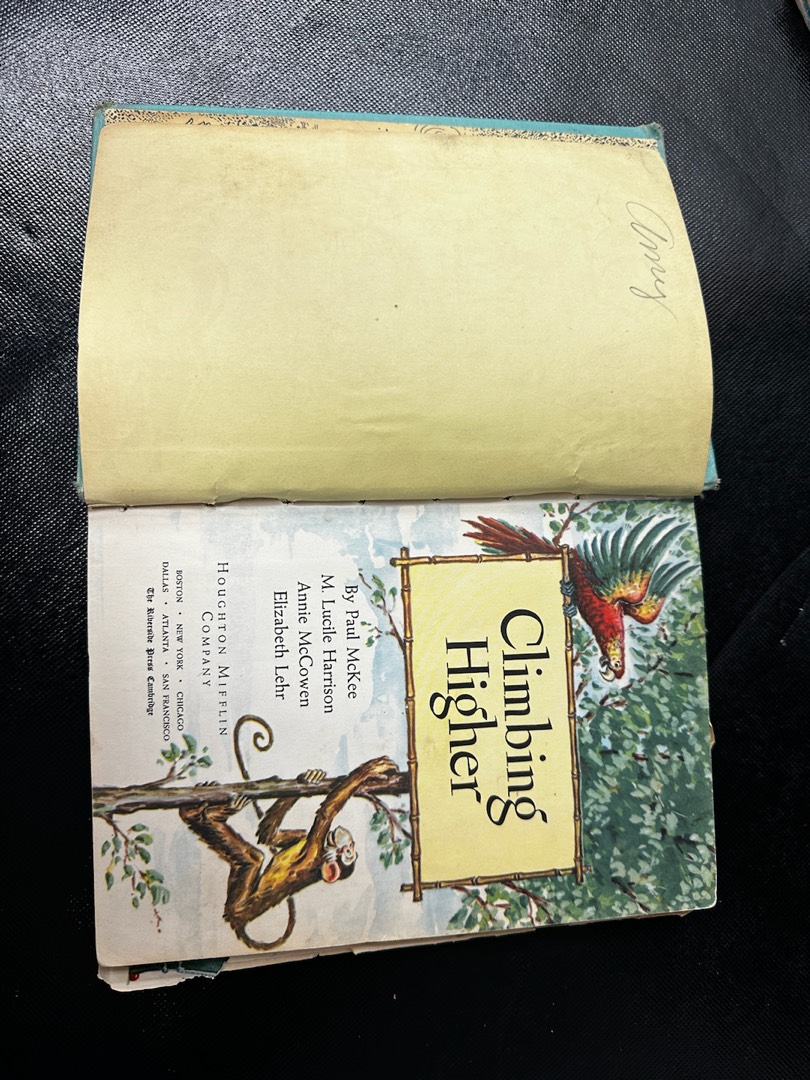 Amy
Climbing
Higher
By Paul McKee
M. Lucile Harrison
Annie McCowen
Elizabeth Lehr
HOUGHTON MIFFLIN
COMPANY
BOSTON • NEW YORK • CHICAGO
DALLAS • ATLANTA • SAN FRANCISCO
The Riverside Press Cambridge